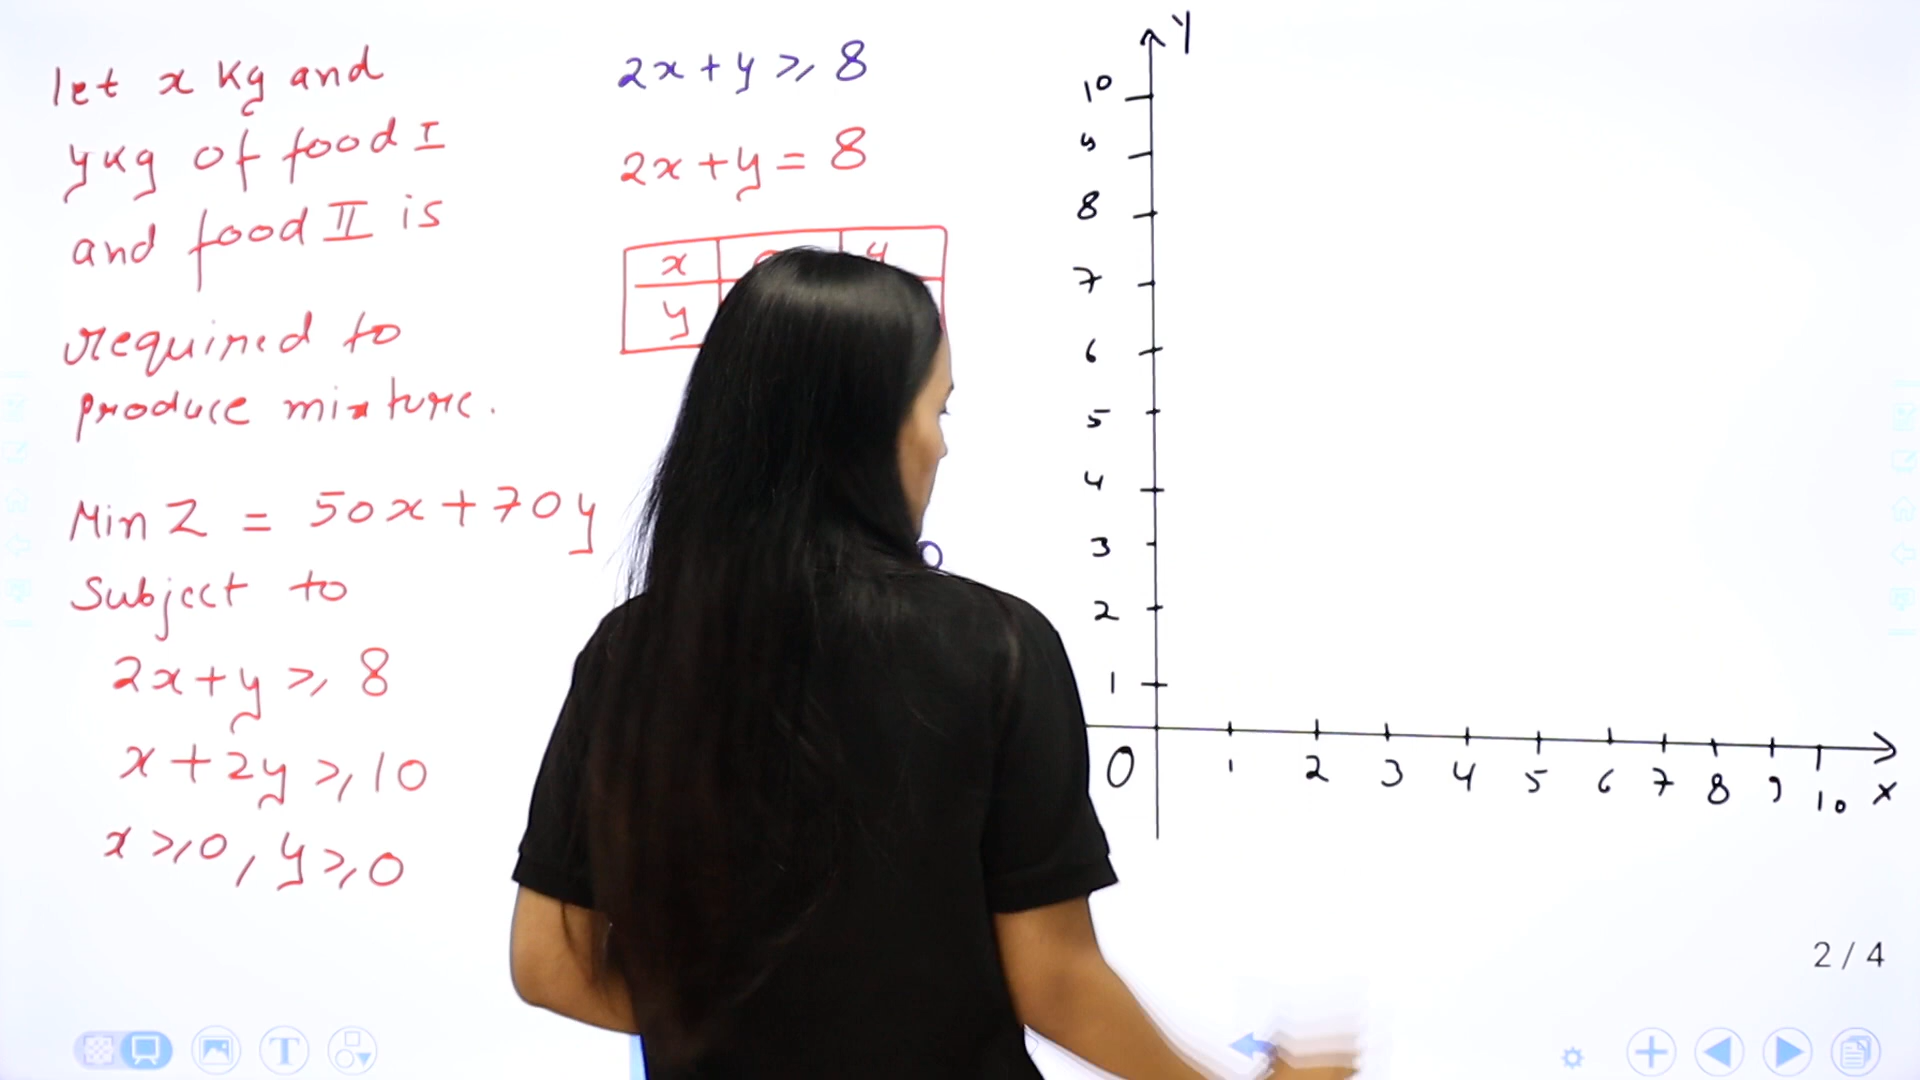 let x Kg and
y kg of food I
and food II is
required to
produce mixture.
Min Z = 50x + 70y
Subject to
2x + y ≥ 8
x + 2y ≥ 10
x ≥ 0, y ≥ 0
2x + y ≥ 8
2x + y = 8
x 4
y
Y
10
9
8
7
6
5
4
3
2
1
O 1 2 3 4 5 6 7 8 9 10 X
2 / 4
T